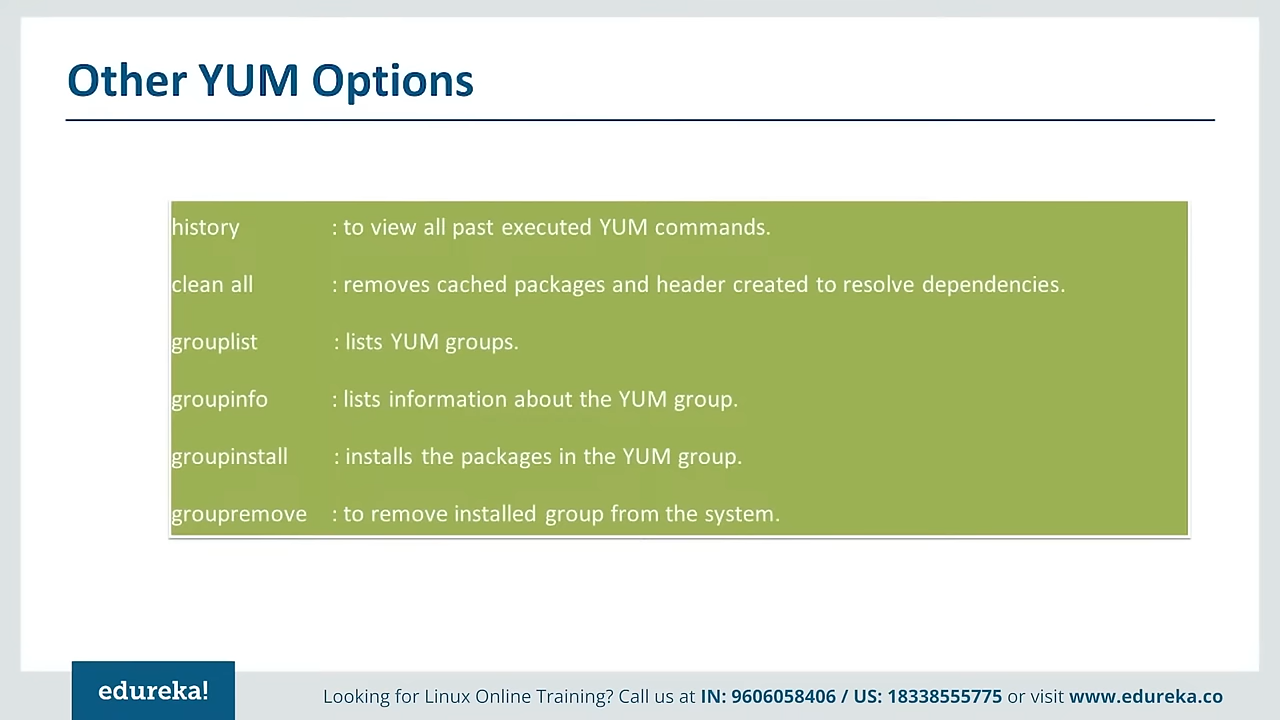 Other YUM Options
history : to view all past executed YUM commands.
clean all : removes cached packages and header created to resolve dependencies.
grouplist : lists YUM groups.
groupinfo : lists information about the YUM group.
groupinstall : installs the packages in the YUM group.
groupremove : to remove installed group from the system.
edureka!
Looking for Linux Online Training? Call us at IN: 9606058406 / US: 18338555775 or visit www.edureka.co